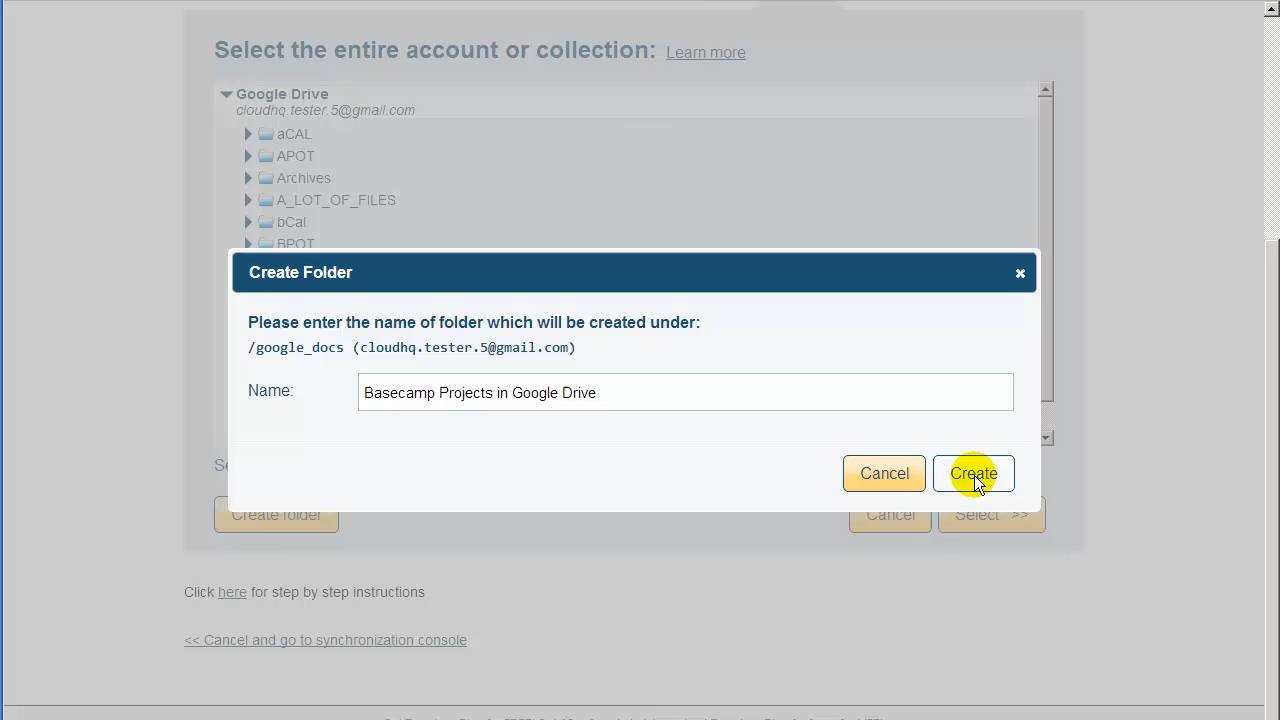 Select the entire account or collection: Learn more
Google Drive
cloudhq.tester.5@gmail.com
aCAL
APOT
Archives
A_LOT_OF_FILES
bCal
BPOT
Create Folder
Please enter the name of folder which will be created under:
/google_docs (cloudhq.tester.5@gmail.com)
Name: Basecamp Projects in Google Drive
Cancel Create
Create folder Cancel Select >>
Click here for step by step instructions
<< Cancel and go to synchronization console